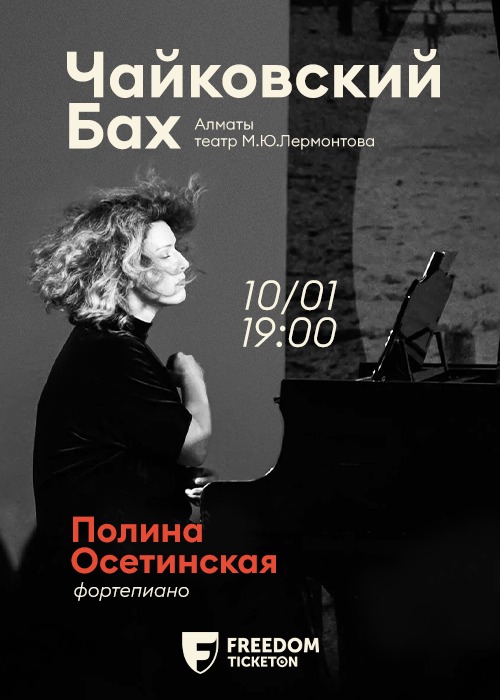 Чайковский
Бах
Алматы
театр М.Ю.Лермонтова
10/01
19:00
Полина
Осетинская
фортепиано
FREEDOM
TICKETON